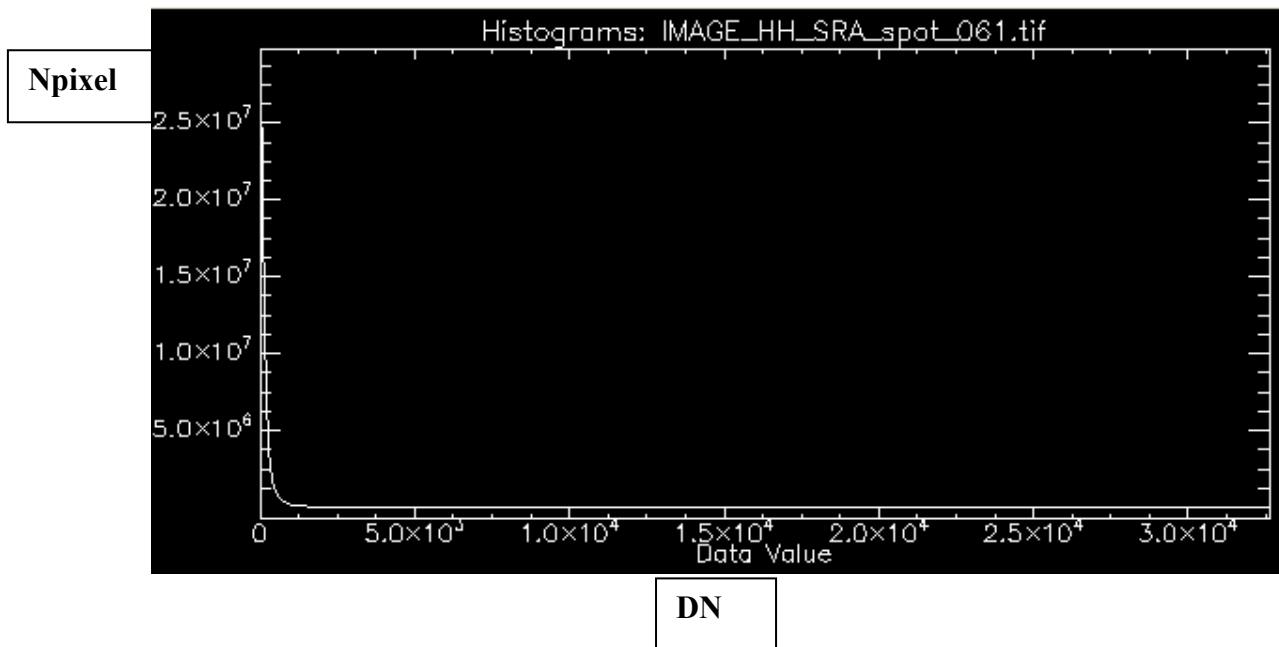 Histograms: IMAGE_HH_SRA_spot_061.tif
Npixel
2.5×10⁷
2.0×10⁷
1.5×10⁷
1.0×10⁷
5.0×10⁶
0 5.0×10³ 1.0×10⁴ 1.5×10⁴ 2.0×10⁴ 2.5×10⁴ 3.0×10⁴
Data Value
DN